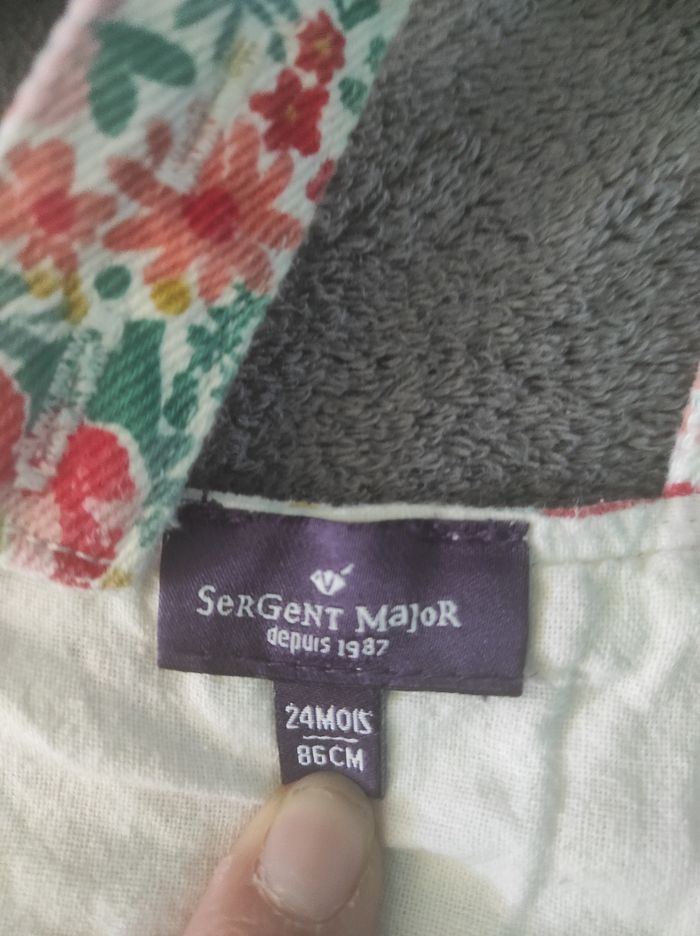 SeRGeNT MaJoR
depuis 1987
24MOIS
86CM